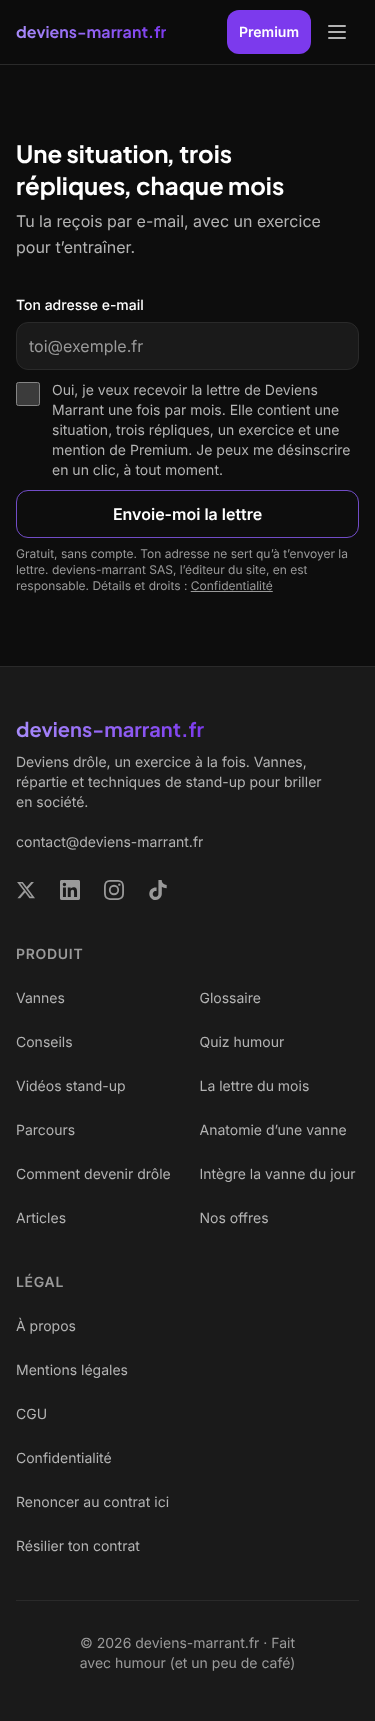 deviens-marrant.fr
Premium
Une situation, trois
répliques, chaque mois
Tu la reçois par e-mail, avec un exercice
pour t’entraîner.
Ton adresse e-mail
toi@exemple.fr
Oui, je veux recevoir la lettre de Deviens
Marrant une fois par mois. Elle contient une
situation, trois répliques, un exercice et une
mention de Premium. Je peux me désinscrire
en un clic, à tout moment.
Envoie-moi la lettre
Gratuit, sans compte. Ton adresse ne sert qu’à t’envoyer la
lettre. deviens-marrant SAS, l’éditeur du site, en est
responsable. Détails et droits : Confidentialité
deviens-marrant.fr
Deviens drôle, un exercice à la fois. Vannes,
répartie et techniques de stand-up pour briller
en société.
contact@deviens-marrant.fr
PRODUIT
Vannes
Glossaire
Conseils
Quiz humour
Vidéos stand-up
La lettre du mois
Parcours
Anatomie d’une vanne
Comment devenir drôle
Intègre la vanne du jour
Articles
Nos offres
LÉGAL
À propos
Mentions légales
CGU
Confidentialité
Renoncer au contrat ici
Résilier ton contrat
© 2026 deviens-marrant.fr · Fait
avec humour (et un peu de café)